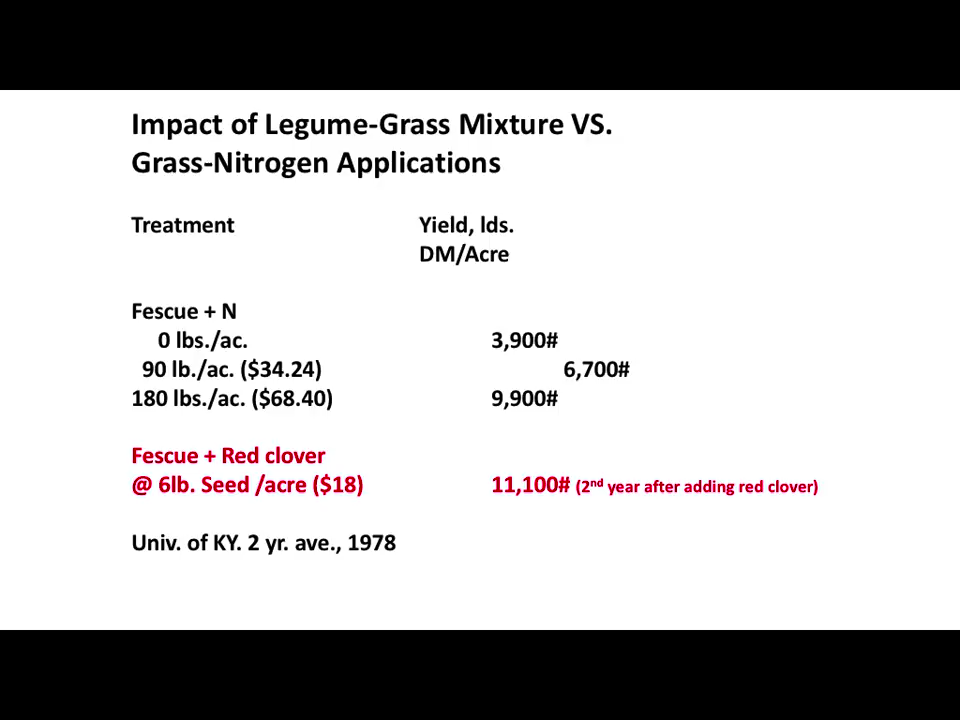 Impact of Legume-Grass Mixture VS.
Grass-Nitrogen Applications
Treatment Yield, lds.
DM/Acre
Fescue + N
0 lbs./ac. 3,900#
90 lb./ac. ($34.24) 6,700#
180 lbs./ac. ($68.40) 9,900#
Fescue + Red clover
@ 6lb. Seed /acre ($18) 11,100# (2nd year after adding red clover)
Univ. of KY. 2 yr. ave., 1978